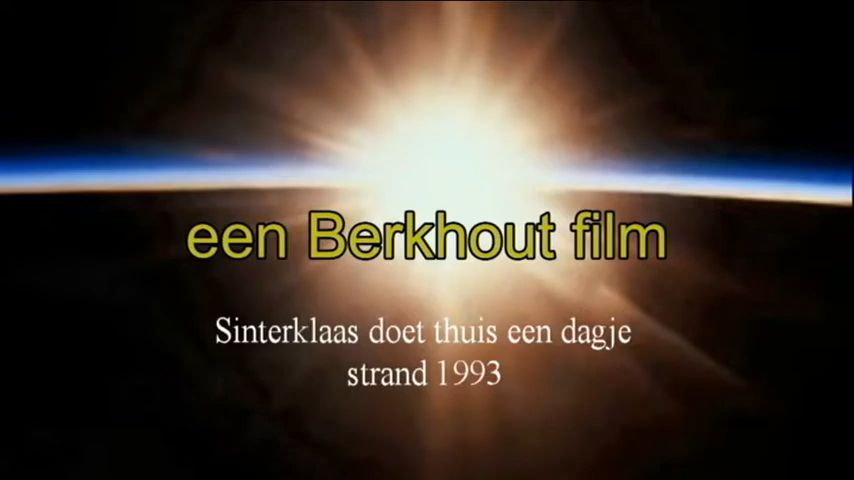 een Berkhout film
Sinterklaas doet thuis een dagje
strand 1993